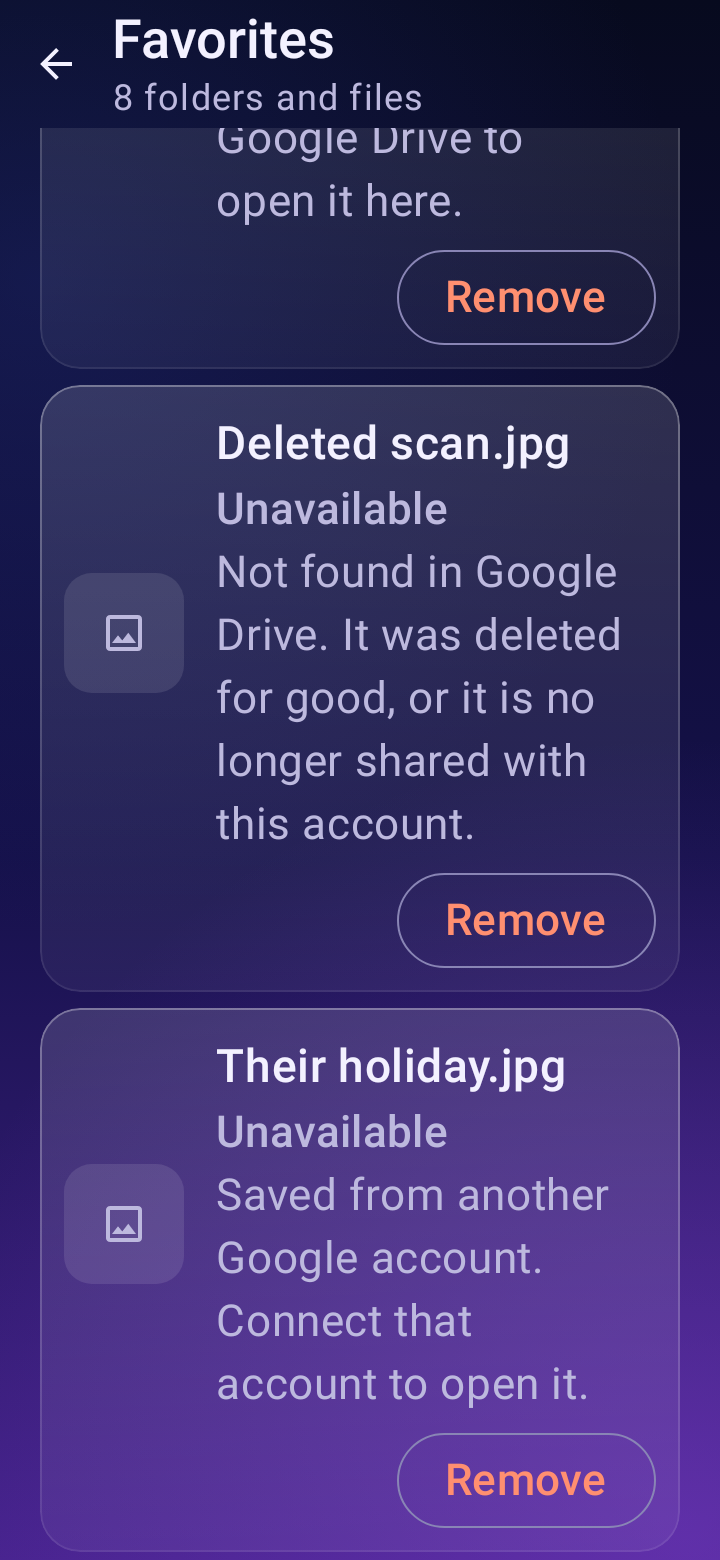 Favorites
8 folders and files
Google Drive to
open it here.
Remove
Deleted scan.jpg
Unavailable
Not found in Google
Drive. It was deleted
for good, or it is no
longer shared with
this account.
Remove
Their holiday.jpg
Unavailable
Saved from another
Google account.
Connect that
account to open it.
Remove